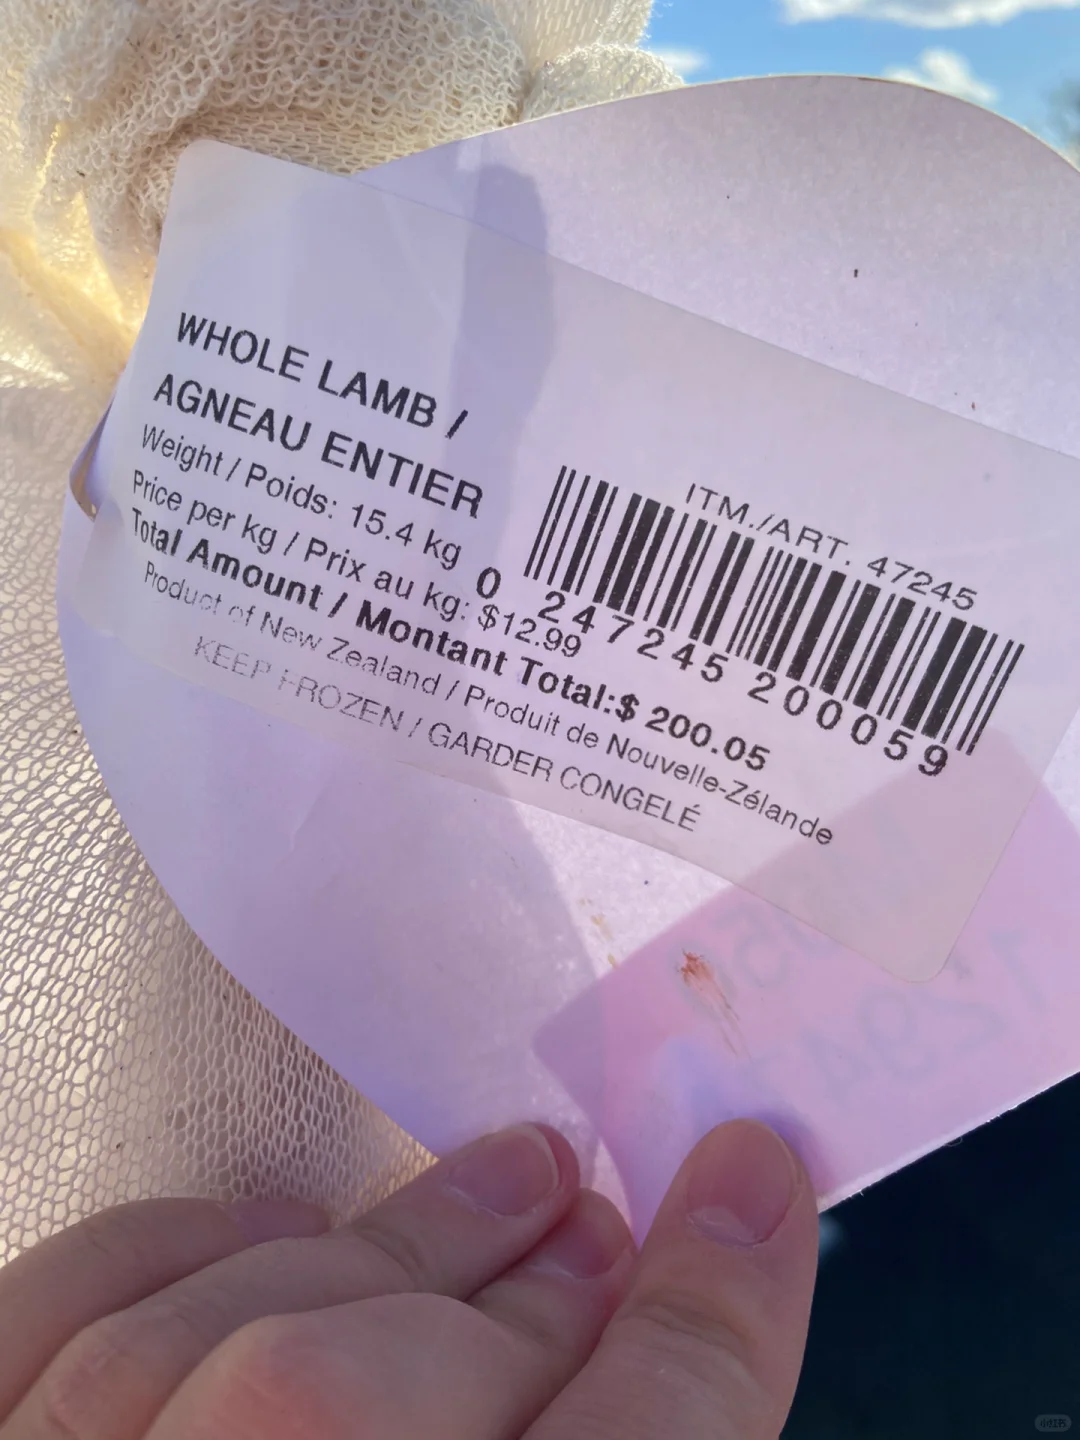 WHOLE LAMB /
AGNEAU ENTIER
Weight / Poids: 15.4 kg
Price per kg / Prix au kg: $12.99
Total Amount / Montant Total:$ 200.05
Product of New Zealand / Produit de Nouvelle-Zélande
KEEP FROZEN / GARDER CONGELÉ
ITM./ART. 47245
0 247245 200059